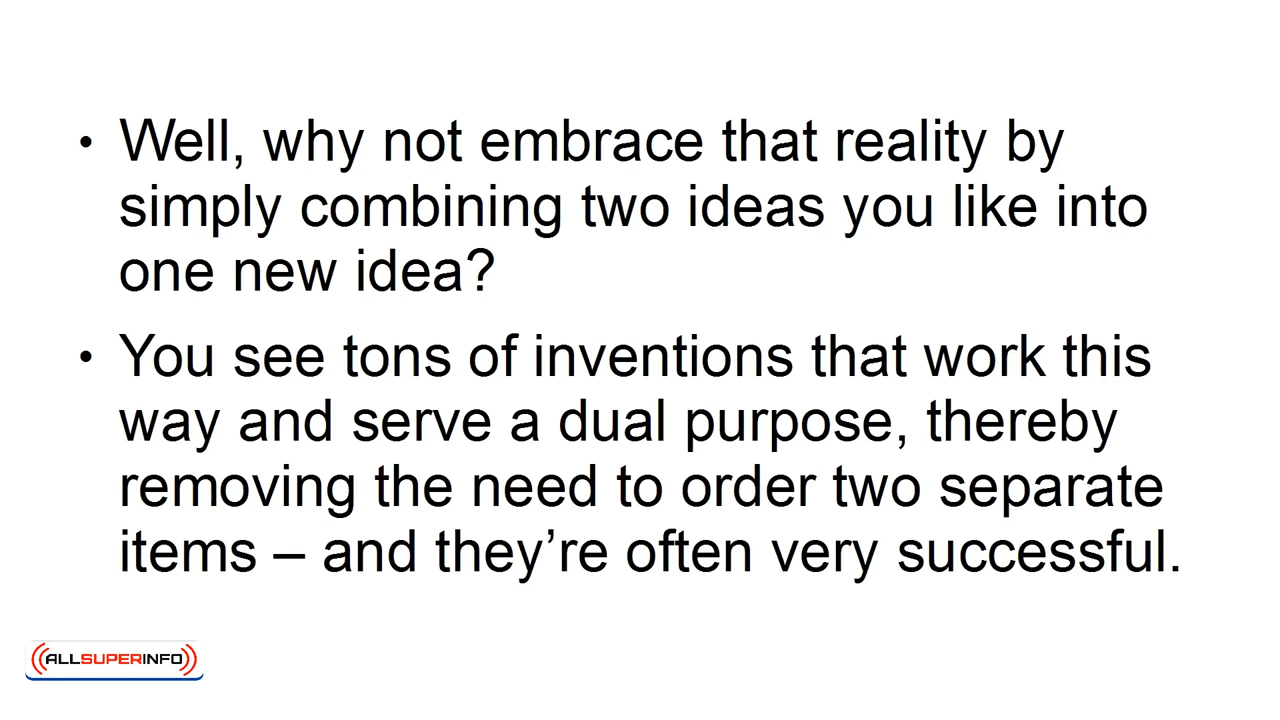 • Well, why not embrace that reality by
simply combining two ideas you like into
one new idea?
• You see tons of inventions that work this
way and serve a dual purpose, thereby
removing the need to order two separate
items – and they’re often very successful.
ALLSUPERINFO